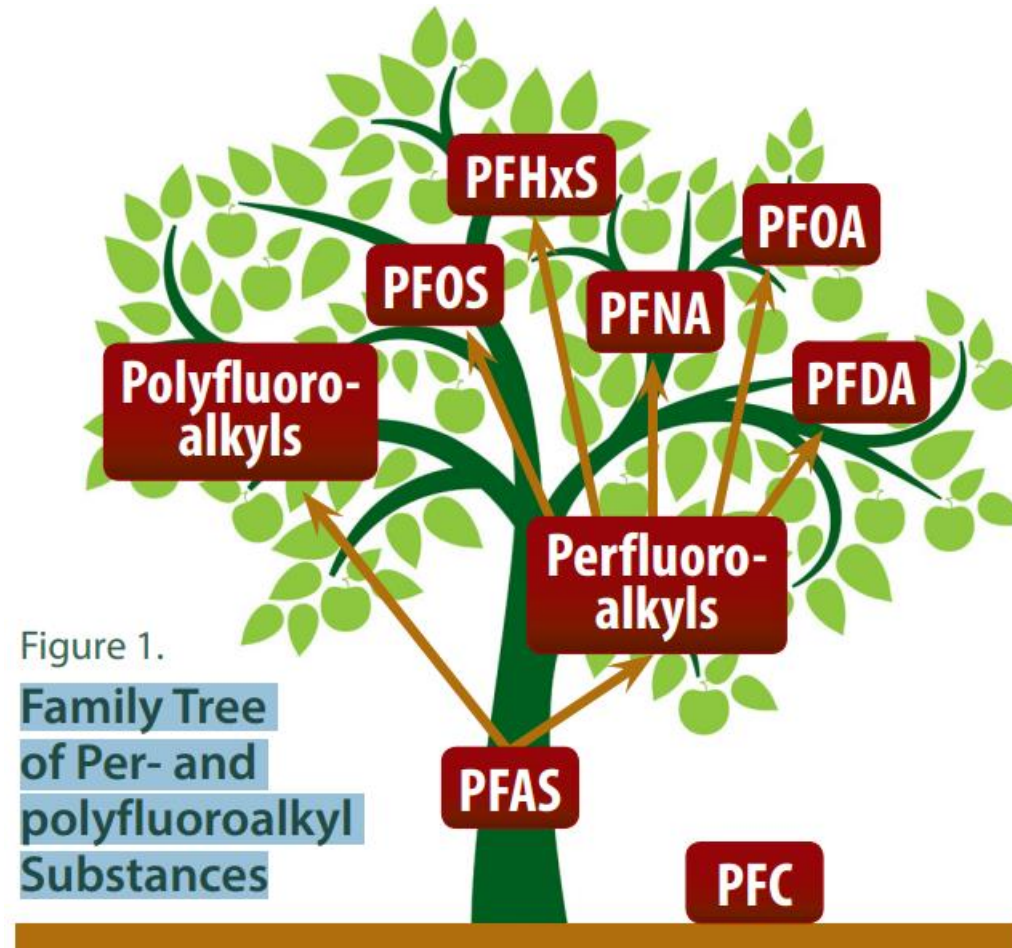 PFHxS
PFOA
PFOS
PFNA
PFDA
Polyfluoro-
alkyls
Perfluoro-
alkyls
Figure 1.
Family Tree
of Per- and
polyfluoroalkyl
Substances
PFAS
PFC